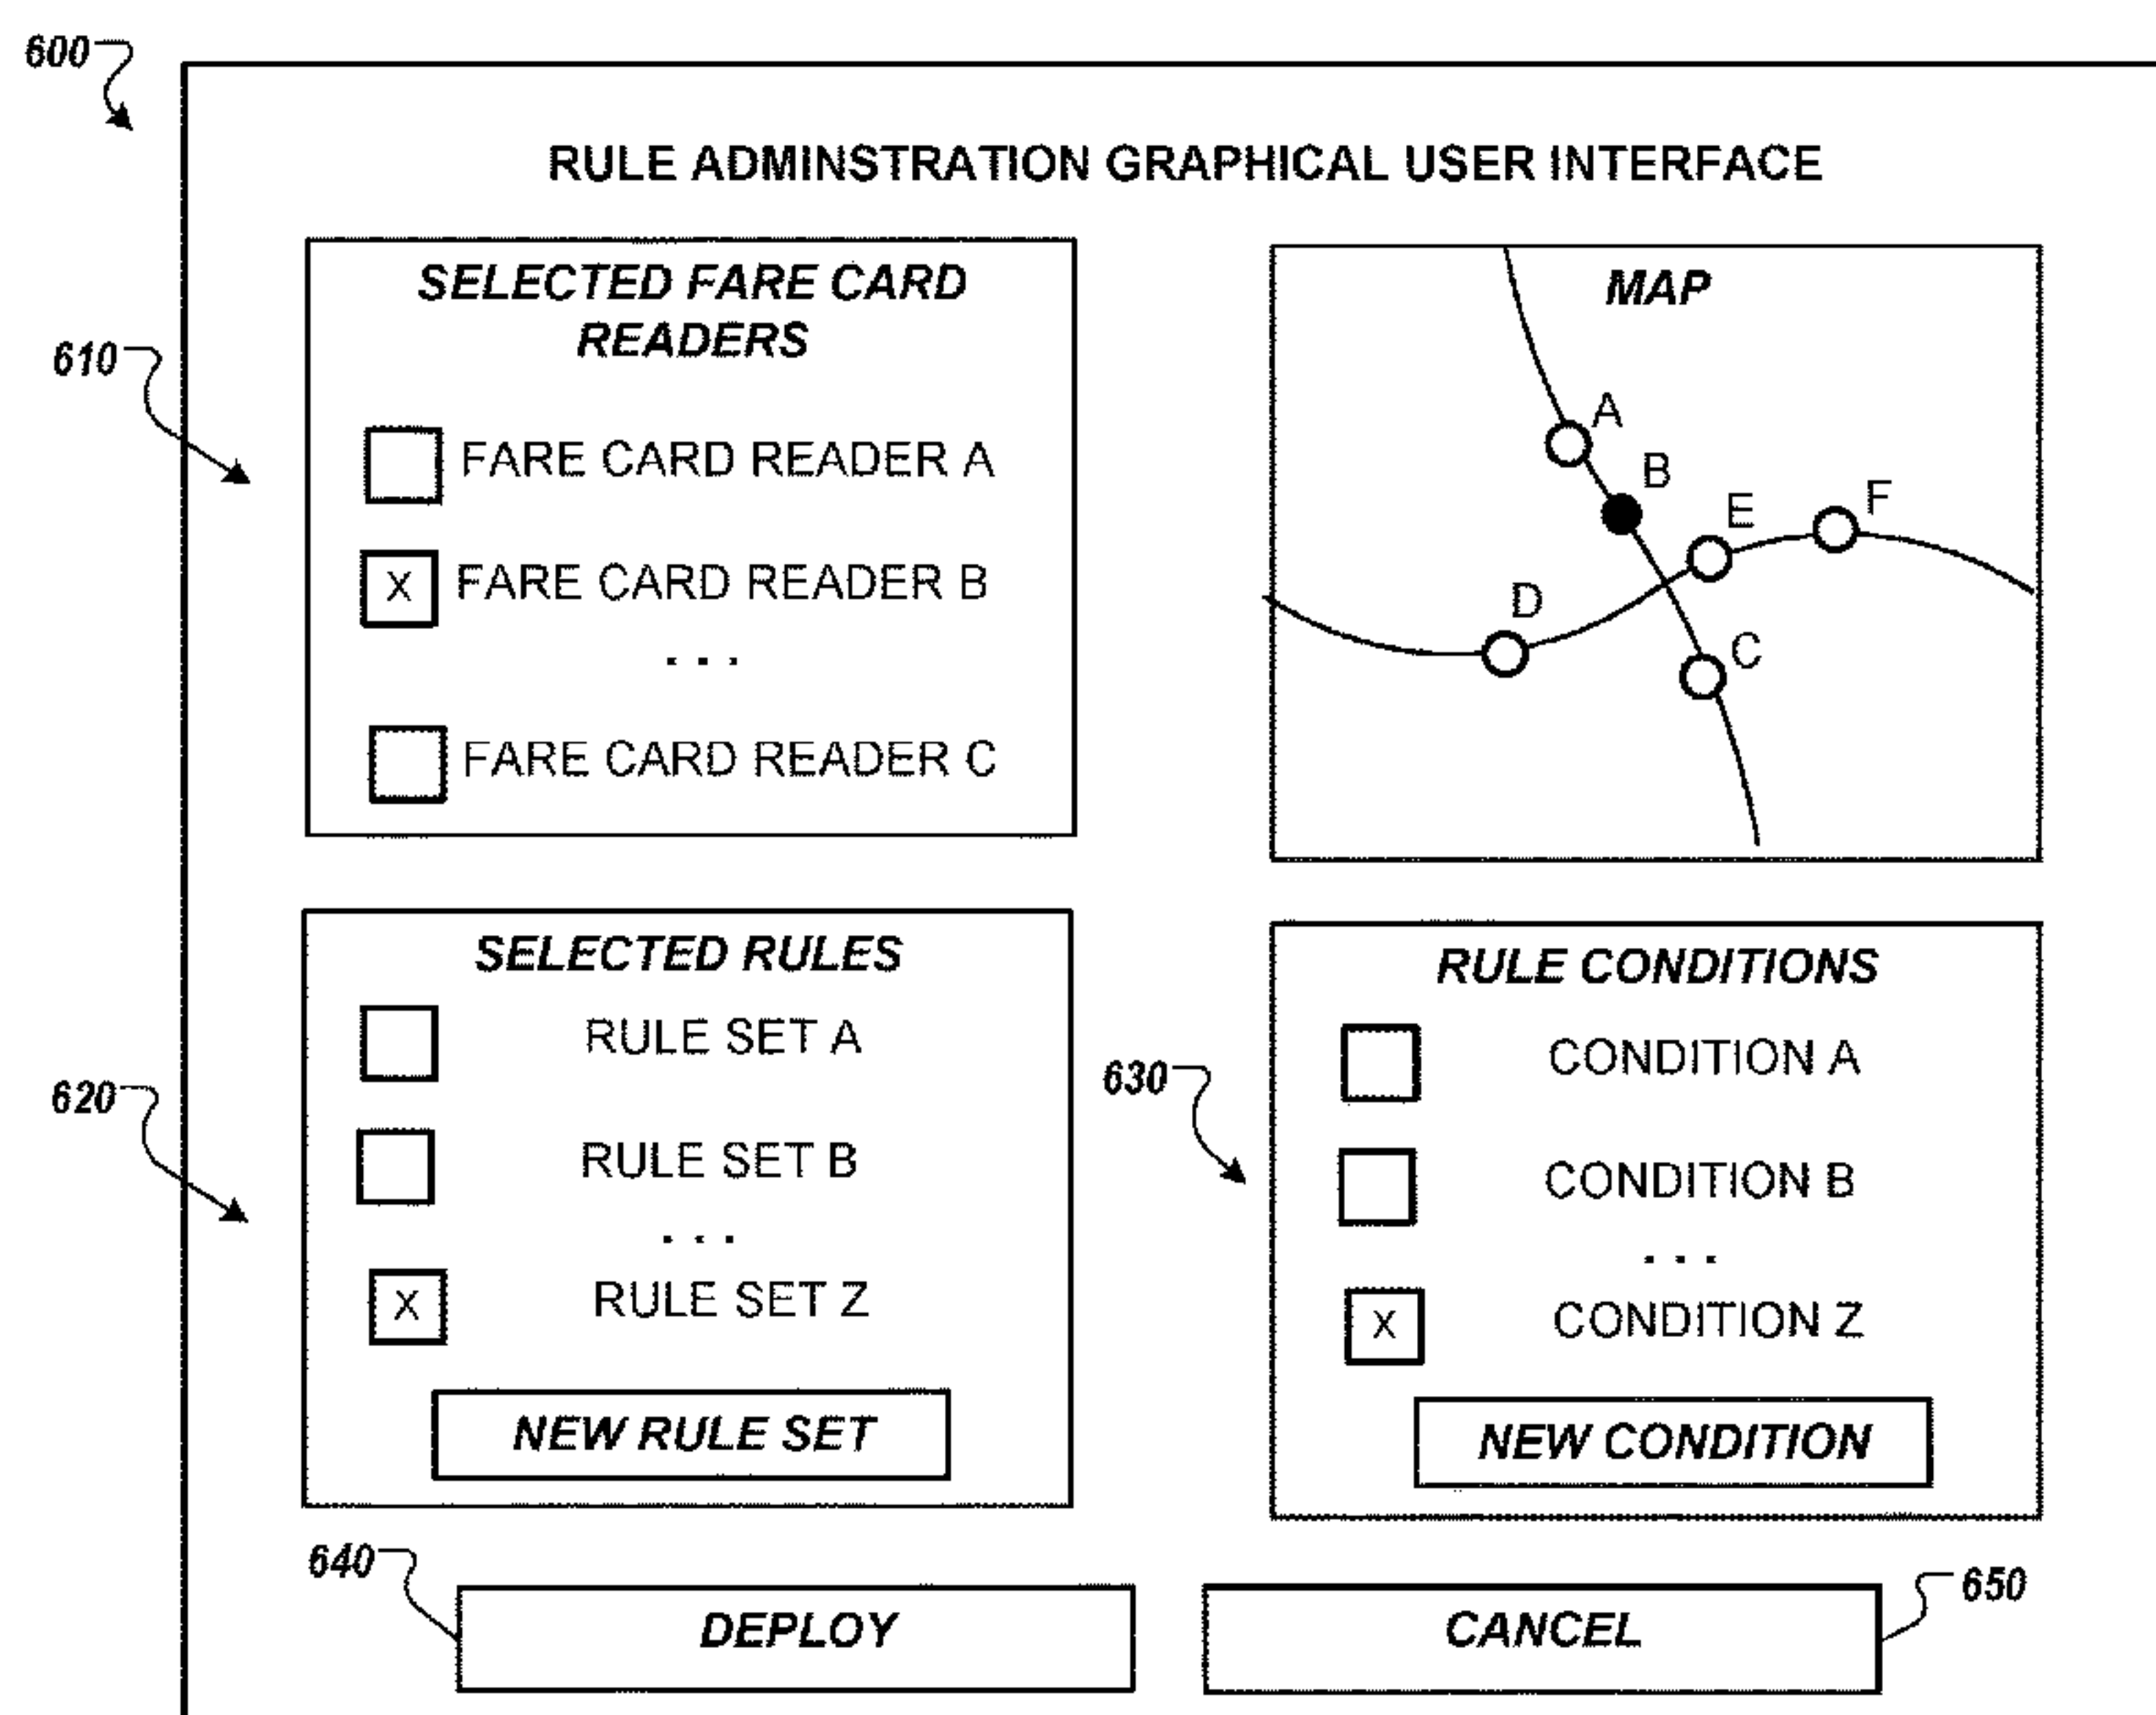 600
RULE ADMINSTRATION GRAPHICAL USER INTERFACE
610
SELECTED FARE CARD
READERS
FARE CARD READER A
X FARE CARD READER B
. . .
FARE CARD READER C
MAP
A
B
E
F
D
C
620
SELECTED RULES
RULE SET A
RULE SET B
. . .
X RULE SET Z
NEW RULE SET
630
RULE CONDITIONS
CONDITION A
CONDITION B
. . .
X CONDITION Z
NEW CONDITION
640
DEPLOY
CANCEL
650